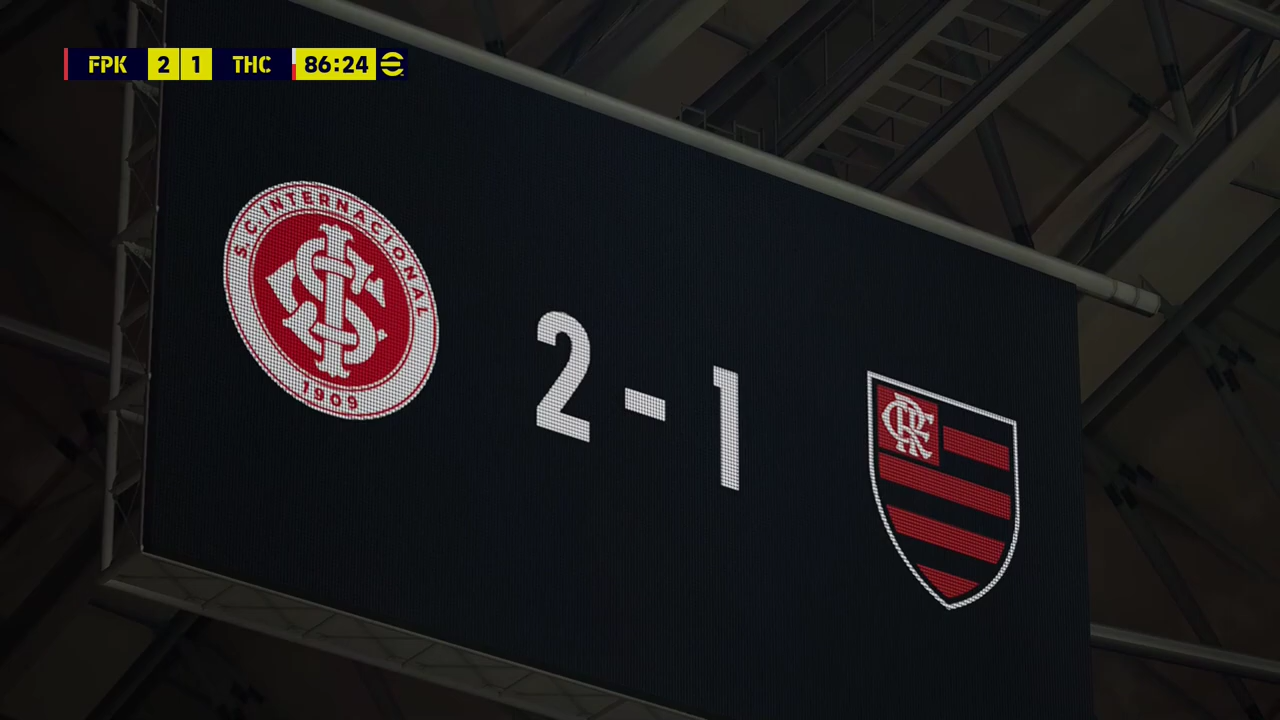 FPK 2 1 THC 86:24
S.C. INTERNACIONAL
1909
2 - 1
CRF